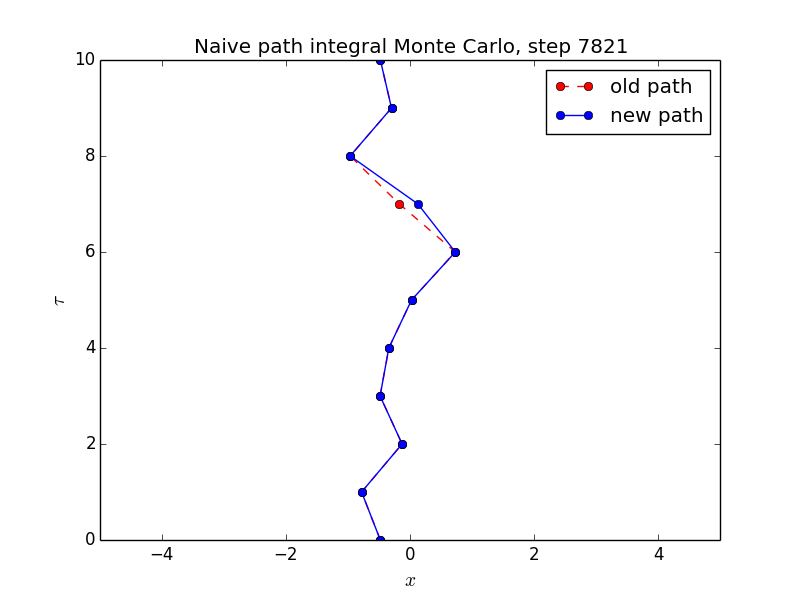 Naive path integral Monte Carlo, step 7821
old path
new path
10
8
6
4
2
0
τ
−4 −2 0 2 4
x